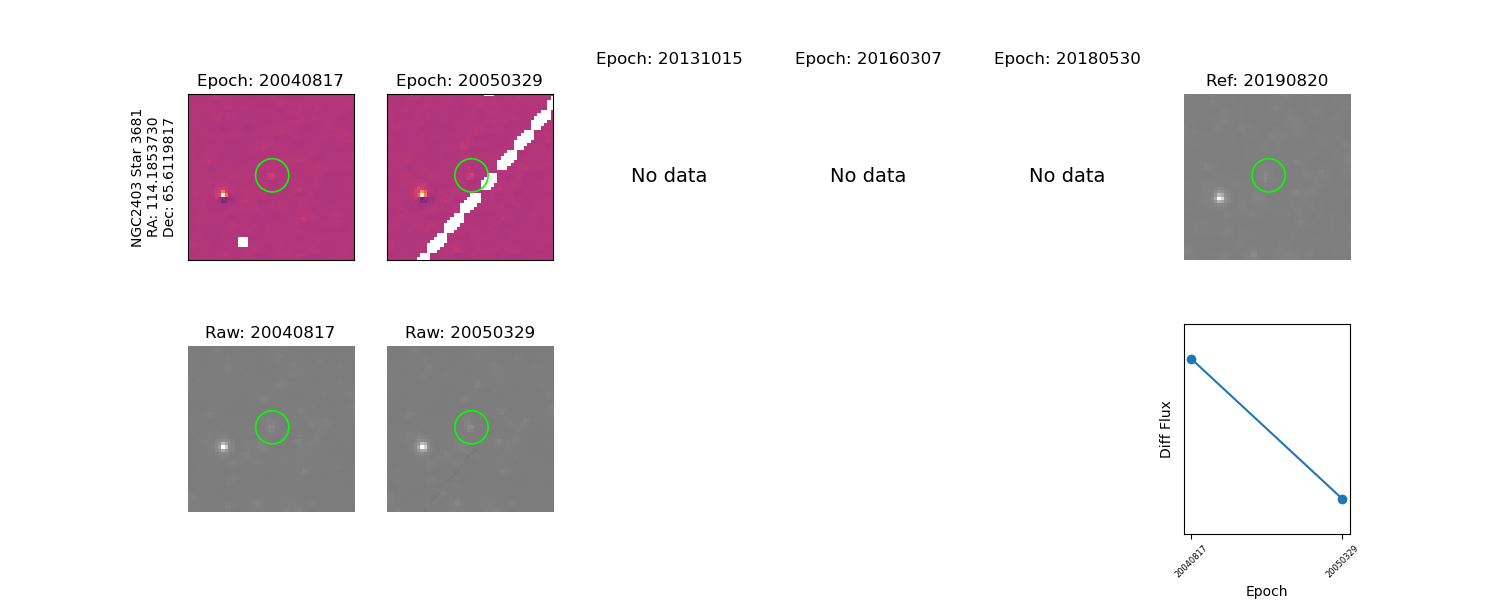 Epoch: 20040817
Epoch: 20050329
Epoch: 20131015
Epoch: 20160307
Epoch: 20180530
Ref: 20190820
NGC2403 Star 3681
RA: 114.1853730
Dec: 65.6119817
No data
No data
No data
Raw: 20040817
Raw: 20050329
Diff Flux
20040817
20050329
Epoch